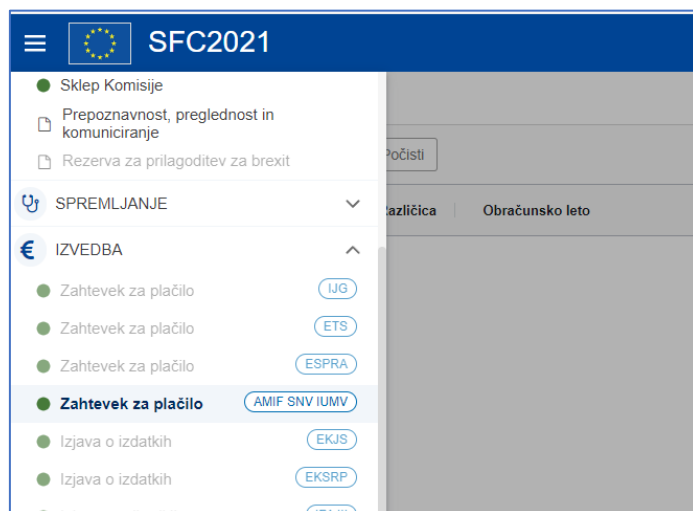 SFC2021
Sklep Komisije
Prepoznavnost, preglednost in
komuniciranje
Rezerva za prilagoditev za brexit
Počisti
SPREMLJANJE
Različica
Obračunsko leto
IZVEDBA
Zahtevek za plačilo IJG
Zahtevek za plačilo ETS
Zahtevek za plačilo ESPRA
Zahtevek za plačilo AMIF SNV IUMV
Izjava o izdatkih EKJS
Izjava o izdatkih EKSRP